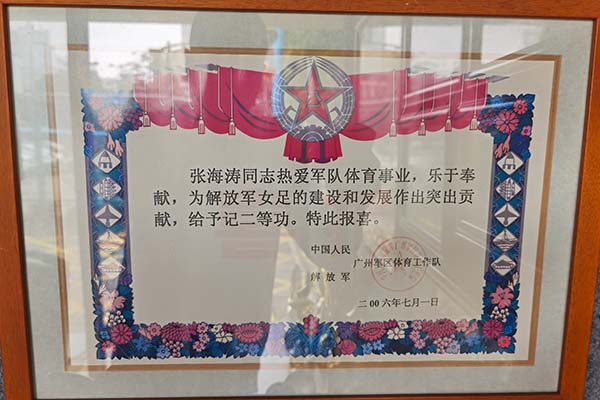 张海涛同志热爱军队体育事业，乐于奉
献，为解放军女足的建设和发展作出突出贡
献，给予记二等功。特此报喜。
中国人民
广州军区体育工作队
解放军
二00六年七月一日